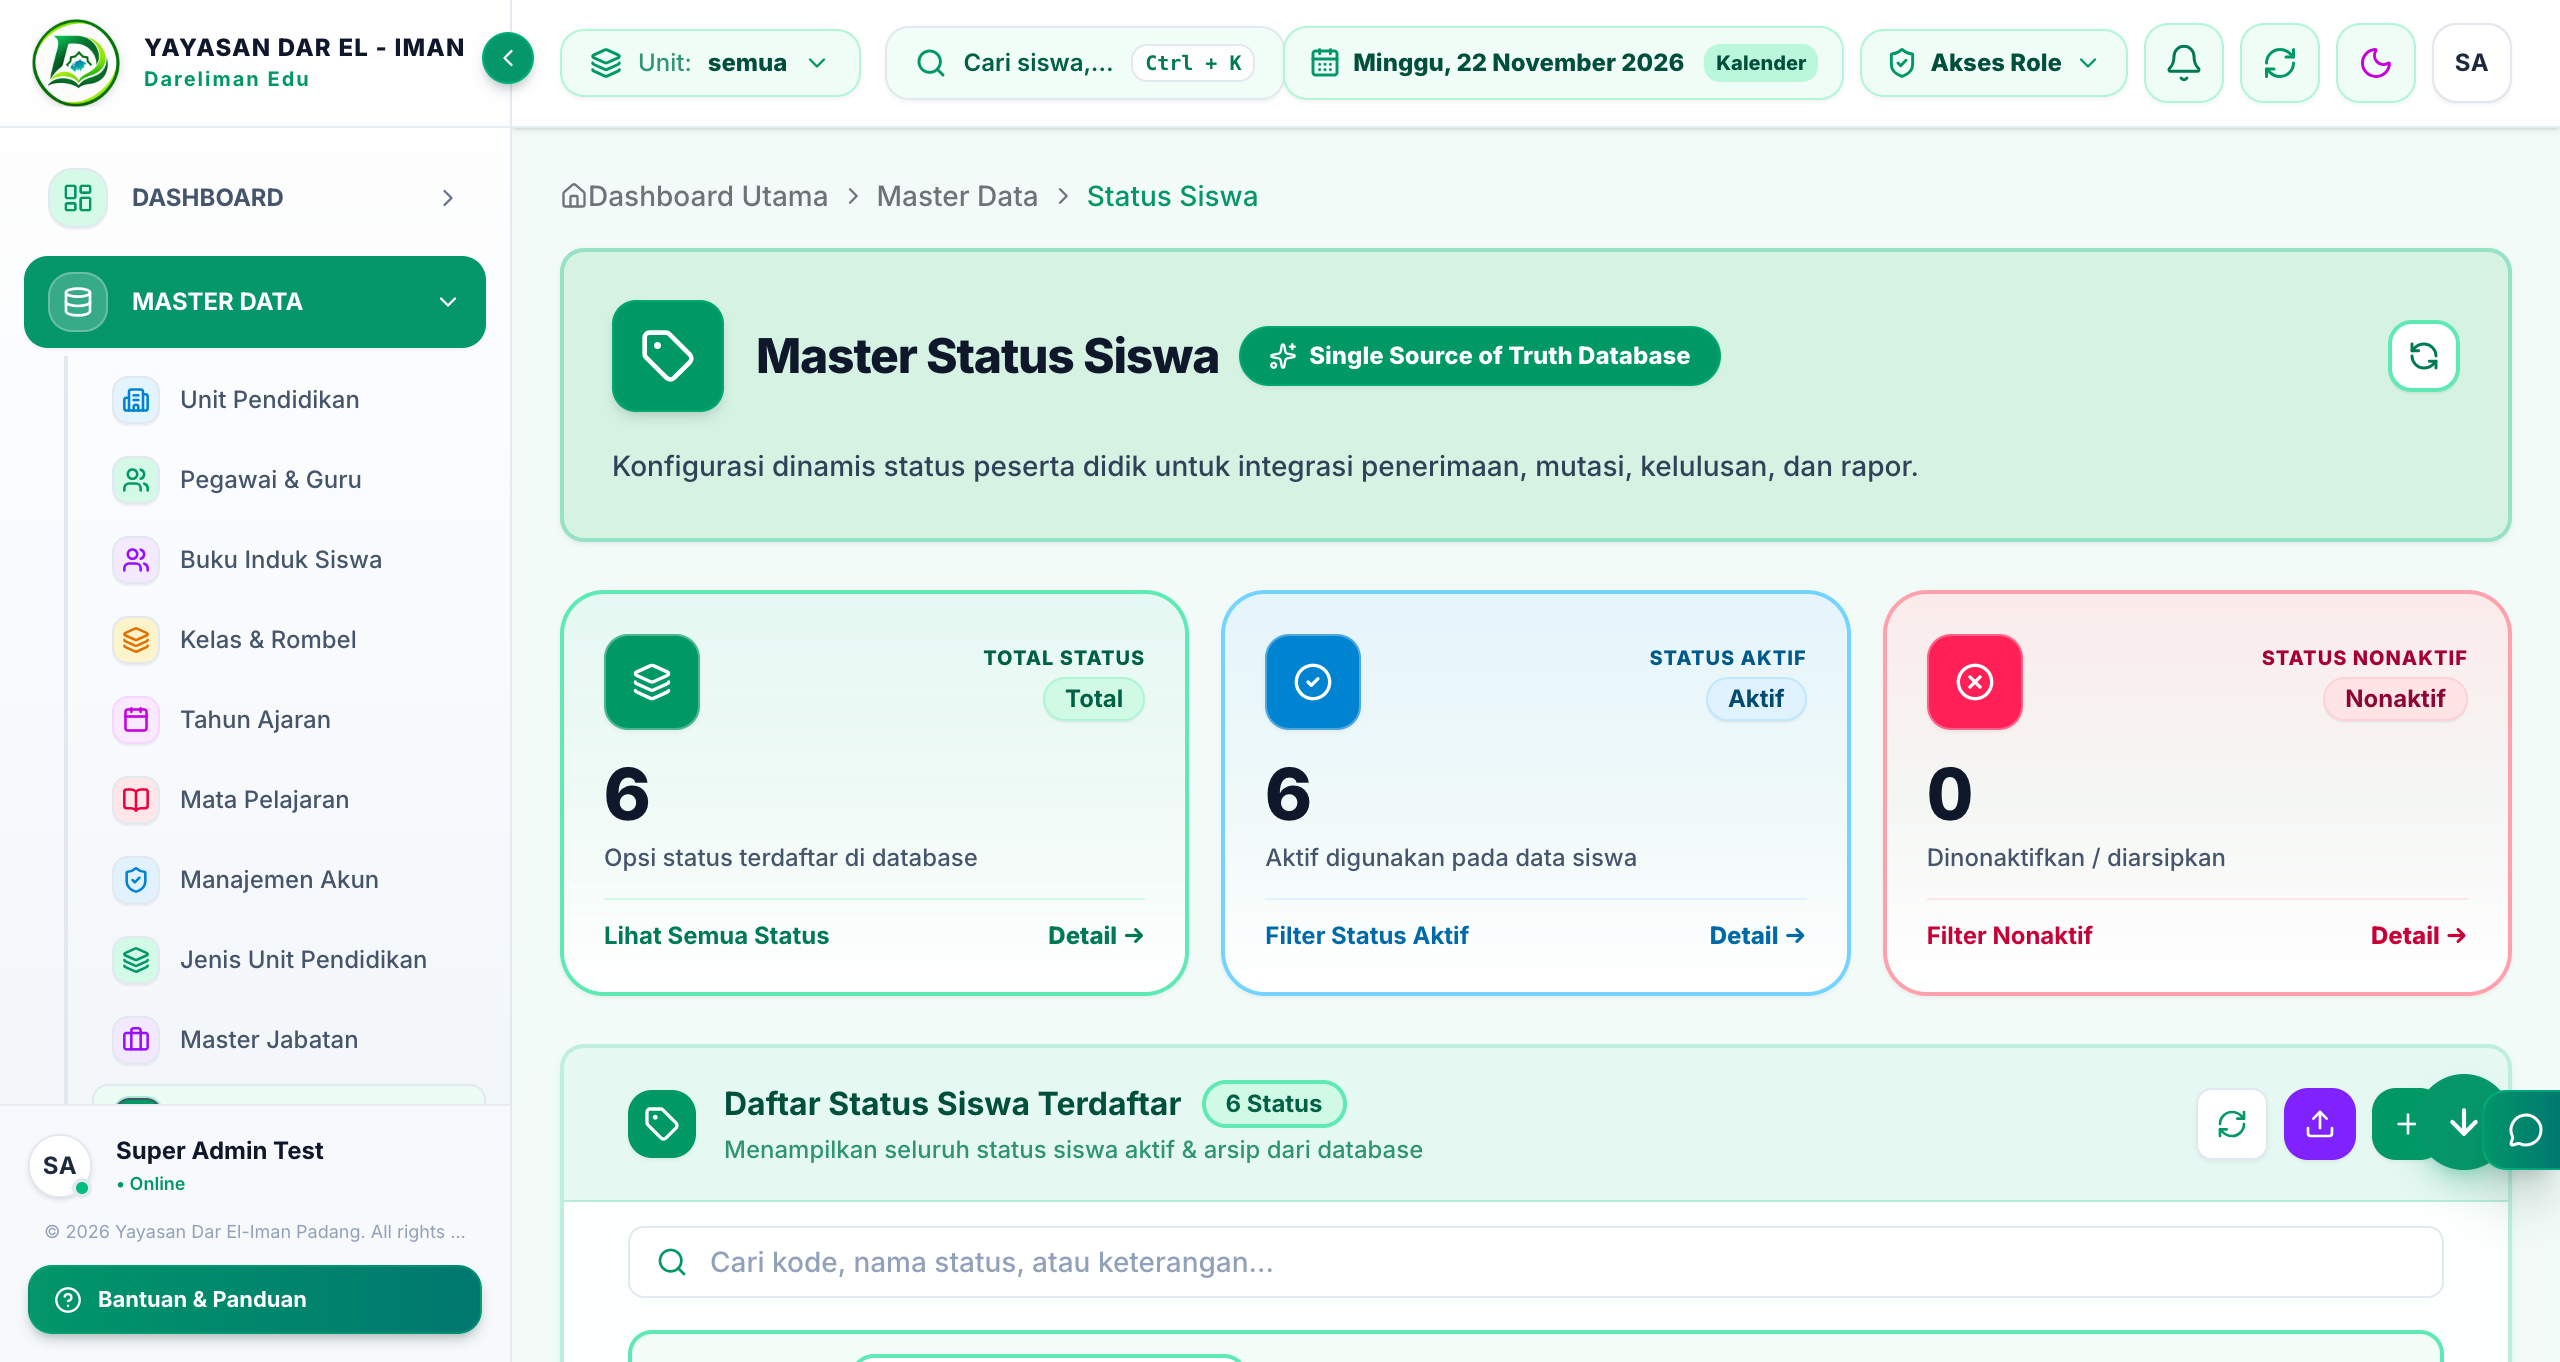 YAYASAN DAR EL - IMAN
Dareliman Edu
Unit: semua
Cari siswa,...
Ctrl + K
Minggu, 22 November 2026
Kalender
Akses Role
SA
DASHBOARD
MASTER DATA
Unit Pendidikan
Pegawai & Guru
Buku Induk Siswa
Kelas & Rombel
Tahun Ajaran
Mata Pelajaran
Manajemen Akun
Jenis Unit Pendidikan
Master Jabatan
SA
Super Admin Test
• Online
© 2026 Yayasan Dar El-Iman Padang. All rights ...
Bantuan & Panduan
Dashboard Utama > Master Data > Status Siswa
Master Status Siswa
Single Source of Truth Database
Konfigurasi dinamis status peserta didik untuk integrasi penerimaan, mutasi, kelulusan, dan rapor.
TOTAL STATUS
Total
6
Opsi status terdaftar di database
Lihat Semua Status
Detail →
STATUS AKTIF
Aktif
6
Aktif digunakan pada data siswa
Filter Status Aktif
Detail →
STATUS NONAKTIF
Nonaktif
0
Dinonaktifkan / diarsipkan
Filter Nonaktif
Detail →
Daftar Status Siswa Terdaftar
6 Status
Menampilkan seluruh status siswa aktif & arsip dari database
Cari kode, nama status, atau keterangan...